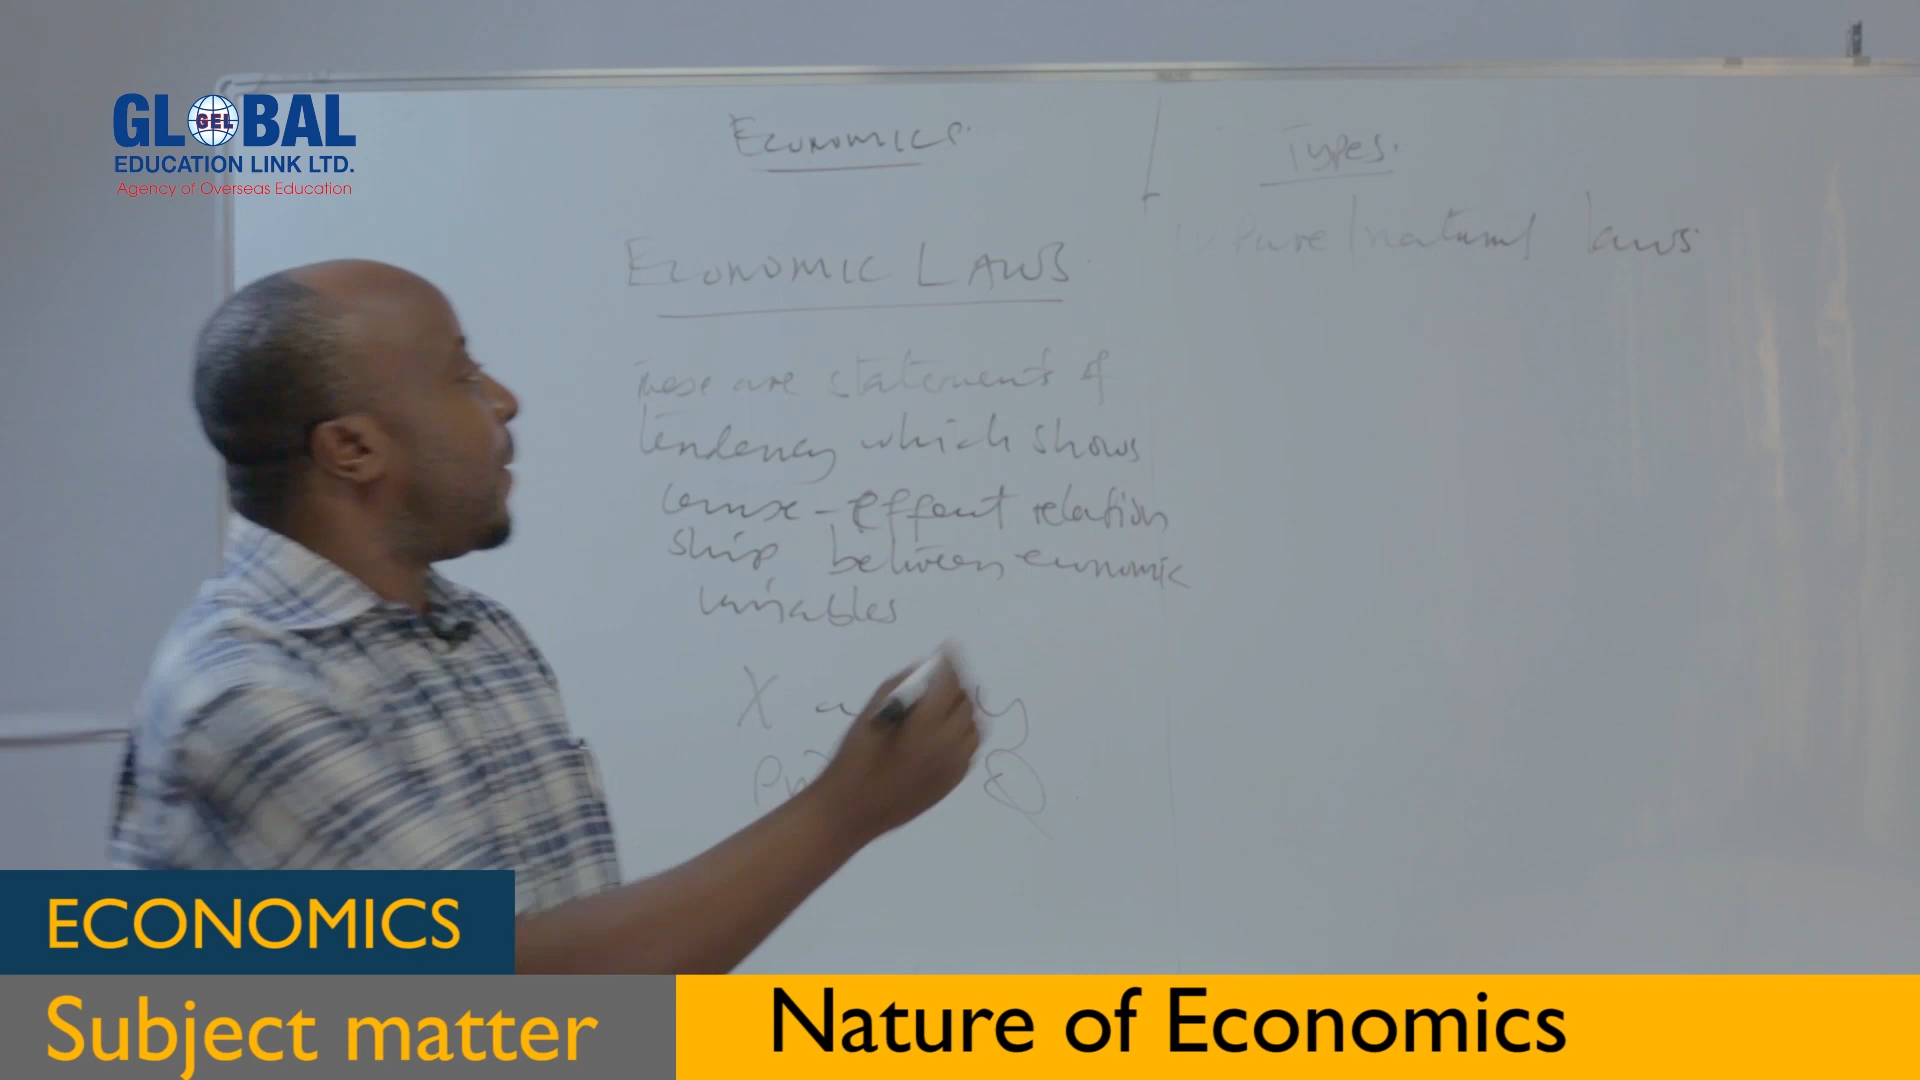 GLOBAL
GEL
EDUCATION LINK LTD.
Agency of Overseas Education
Economics
ECONOMIC LAWS
These are statements of
tendency which shows
cause-effect relation
ship between economic
variables
X
y
Types.
Pure/natural laws
ECONOMICS
Subject matter
Nature of Economics